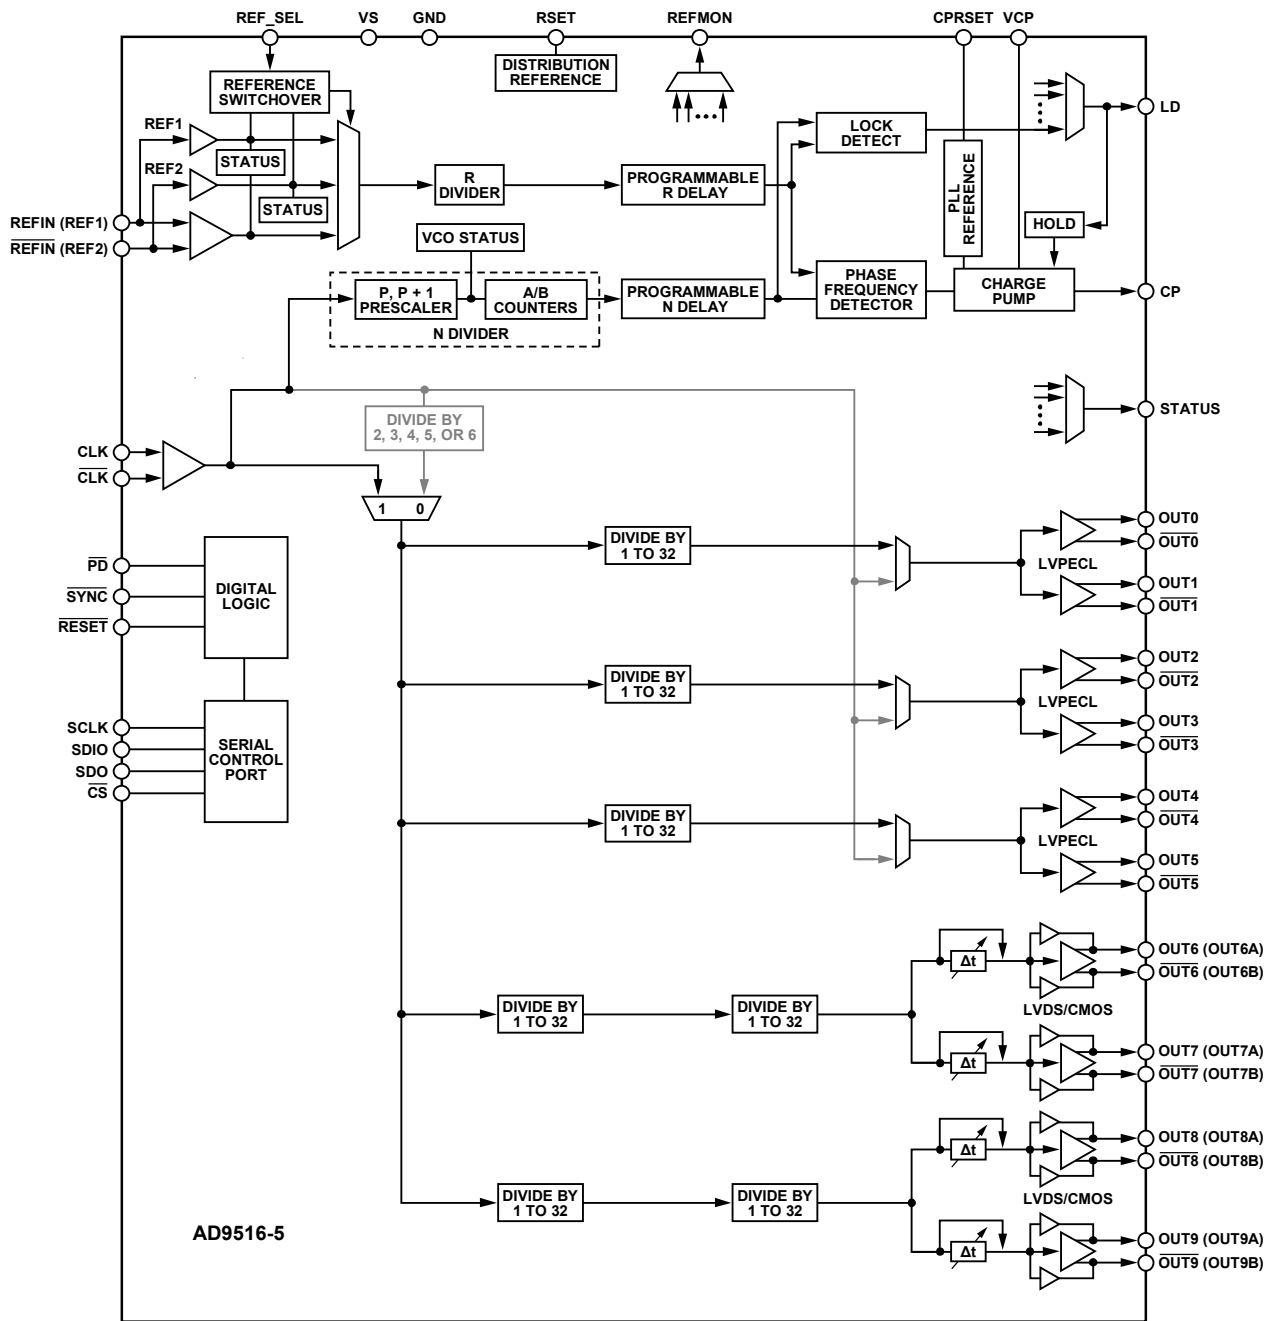 REF_SEL VS GND RSET REFMON CPRSET VCP
DISTRIBUTION
REFERENCE
REFERENCE
SWITCHOVER
LD
REF1
LOCK
DETECT
STATUS
REF2
R
DIVIDER
PROGRAMMABLE
R DELAY
PLL
REFERENCE
STATUS
REFIN (REF1)
HOLD
VCO STATUS
REFIN (REF2)
P, P + 1
PRESCALER
A/B
COUNTERS
PROGRAMMABLE
N DELAY
PHASE
FREQUENCY
DETECTOR
CHARGE
PUMP
CP
N DIVIDER
STATUS
DIVIDE BY
2, 3, 4, 5, OR 6
CLK
CLK
1 0
OUT0
DIVIDE BY
1 TO 32
OUT0
LVPECL
PD
OUT1
DIGITAL
LOGIC
SYNC
OUT1
RESET
OUT2
DIVIDE BY
1 TO 32
OUT2
LVPECL
SCLK
OUT3
SERIAL
CONTROL
PORT
SDIO
OUT3
SDO
CS
OUT4
DIVIDE BY
1 TO 32
OUT4
LVPECL
OUT5
OUT5
OUT6 (OUT6A)
Δt
OUT6 (OUT6B)
DIVIDE BY
1 TO 32
DIVIDE BY
1 TO 32
LVDS/CMOS
OUT7 (OUT7A)
Δt
OUT7 (OUT7B)
OUT8 (OUT8A)
Δt
OUT8 (OUT8B)
DIVIDE BY
1 TO 32
DIVIDE BY
1 TO 32
LVDS/CMOS
AD9516-5
OUT9 (OUT9A)
Δt
OUT9 (OUT9B)